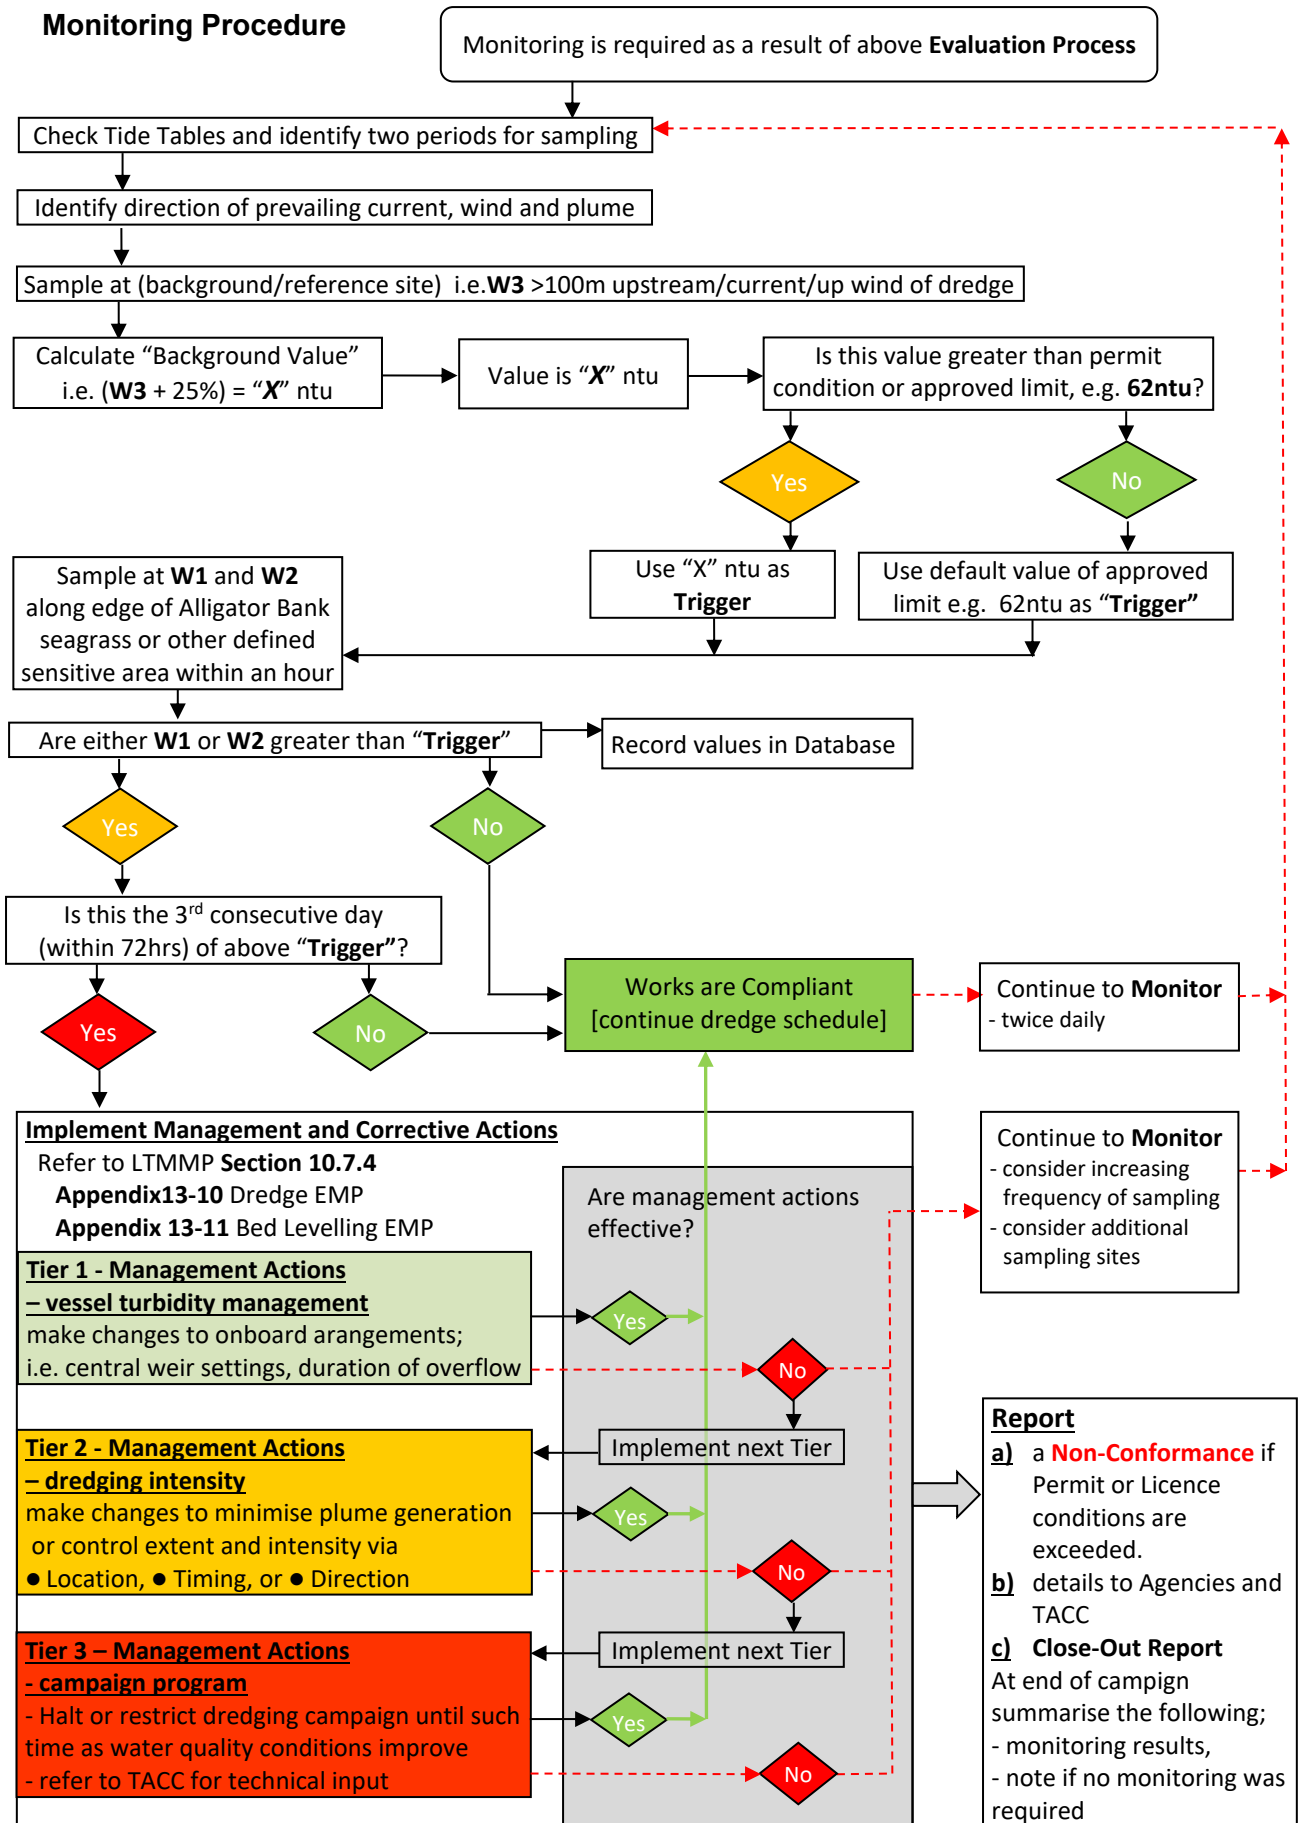 Monitoring Procedure
Monitoring is required as a result of above Evaluation Process
Check Tide Tables and identify two periods for sampling
Identify direction of prevailing current, wind and plume
Sample at (background/reference site)  i.e.W3 >100m upstream/current/up wind of dredge
Calculate “Background Value”
i.e. (W3 + 25%) = “X” ntu
Value is “X” ntu
Is this value greater than permit
condition or approved limit, e.g. 62ntu?
Yes
No
Use “X” ntu as
Trigger
Use default value of approved
limit e.g.  62ntu as “Trigger”
Sample at W1 and W2
along edge of Alligator Bank
seagrass or other defined
sensitive area within an hour
Are either W1 or W2 greater than “Trigger”
Record values in Database
Yes
No
Is this the 3rd consecutive day
(within 72hrs) of above “Trigger”?
Yes
No
Works are Compliant
[continue dredge schedule]
Continue to Monitor
- twice daily
Implement Management and Corrective Actions
Refer to LTMMP Section 10.7.4
Appendix13-10 Dredge EMP
Appendix 13-11 Bed Levelling EMP
Are management actions
effective?
Continue to Monitor
- consider increasing
frequency of sampling
- consider additional
sampling sites
Tier 1 - Management Actions
– vessel turbidity management
make changes to onboard arangements;
i.e. central weir settings, duration of overflow
Yes
No
Implement next Tier
Tier 2 - Management Actions
– dredging intensity
make changes to minimise plume generation
or control extent and intensity via
● Location, ● Timing, or ● Direction
Yes
No
Implement next Tier
Tier 3 – Management Actions
- campaign program
- Halt or restrict dredging campaign until such
time as water quality conditions improve
- refer to TACC for technical input
Yes
No
Report
a) a Non-Conformance if
Permit or Licence
conditions are
exceeded.
b) details to Agencies and
TACC
c) Close-Out Report
At end of campign
summarise the following;
- monitoring results,
- note if no monitoring was
required